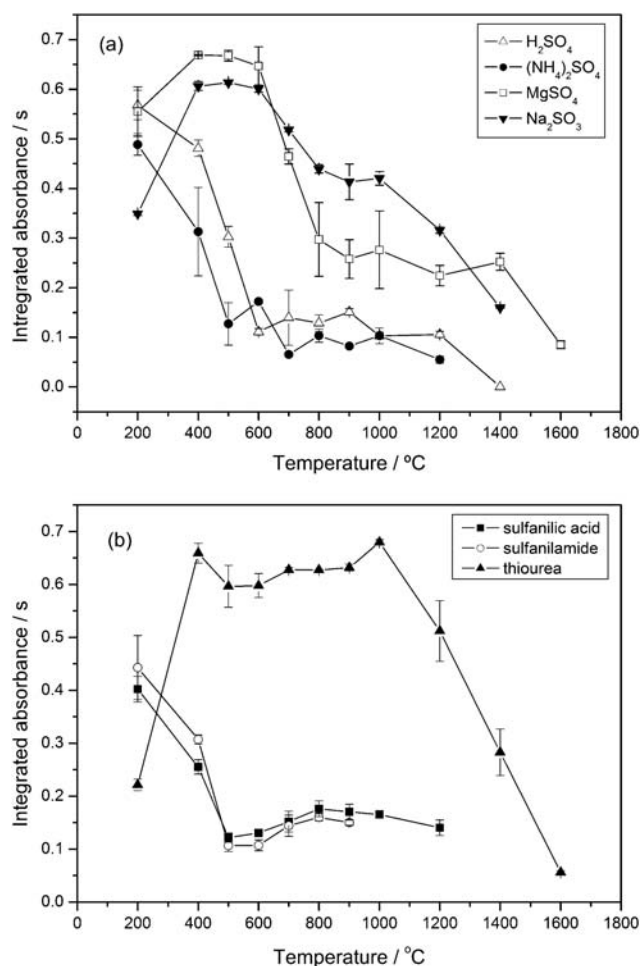 (a)
H₂SO₄
(NH₄)₂SO₄
MgSO₄
Na₂SO₃
Intregrated absorbance / s
0.7
0.6
0.5
0.4
0.3
0.2
0.1
0.0
0 200 400 600 800 1000 1200 1400 1600 1800
Temperature / ºC
(b)
sulfanilic acid
sulfanilamide
thiourea
Integrated absorbance / s
0.7
0.6
0.5
0.4
0.3
0.2
0.1
0.0
0 200 400 600 800 1000 1200 1400 1600 1800
Temperature / °C